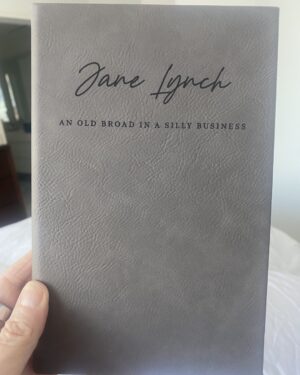 Jane Lynch
AN OLD BROAD IN A SILLY BUSINESS